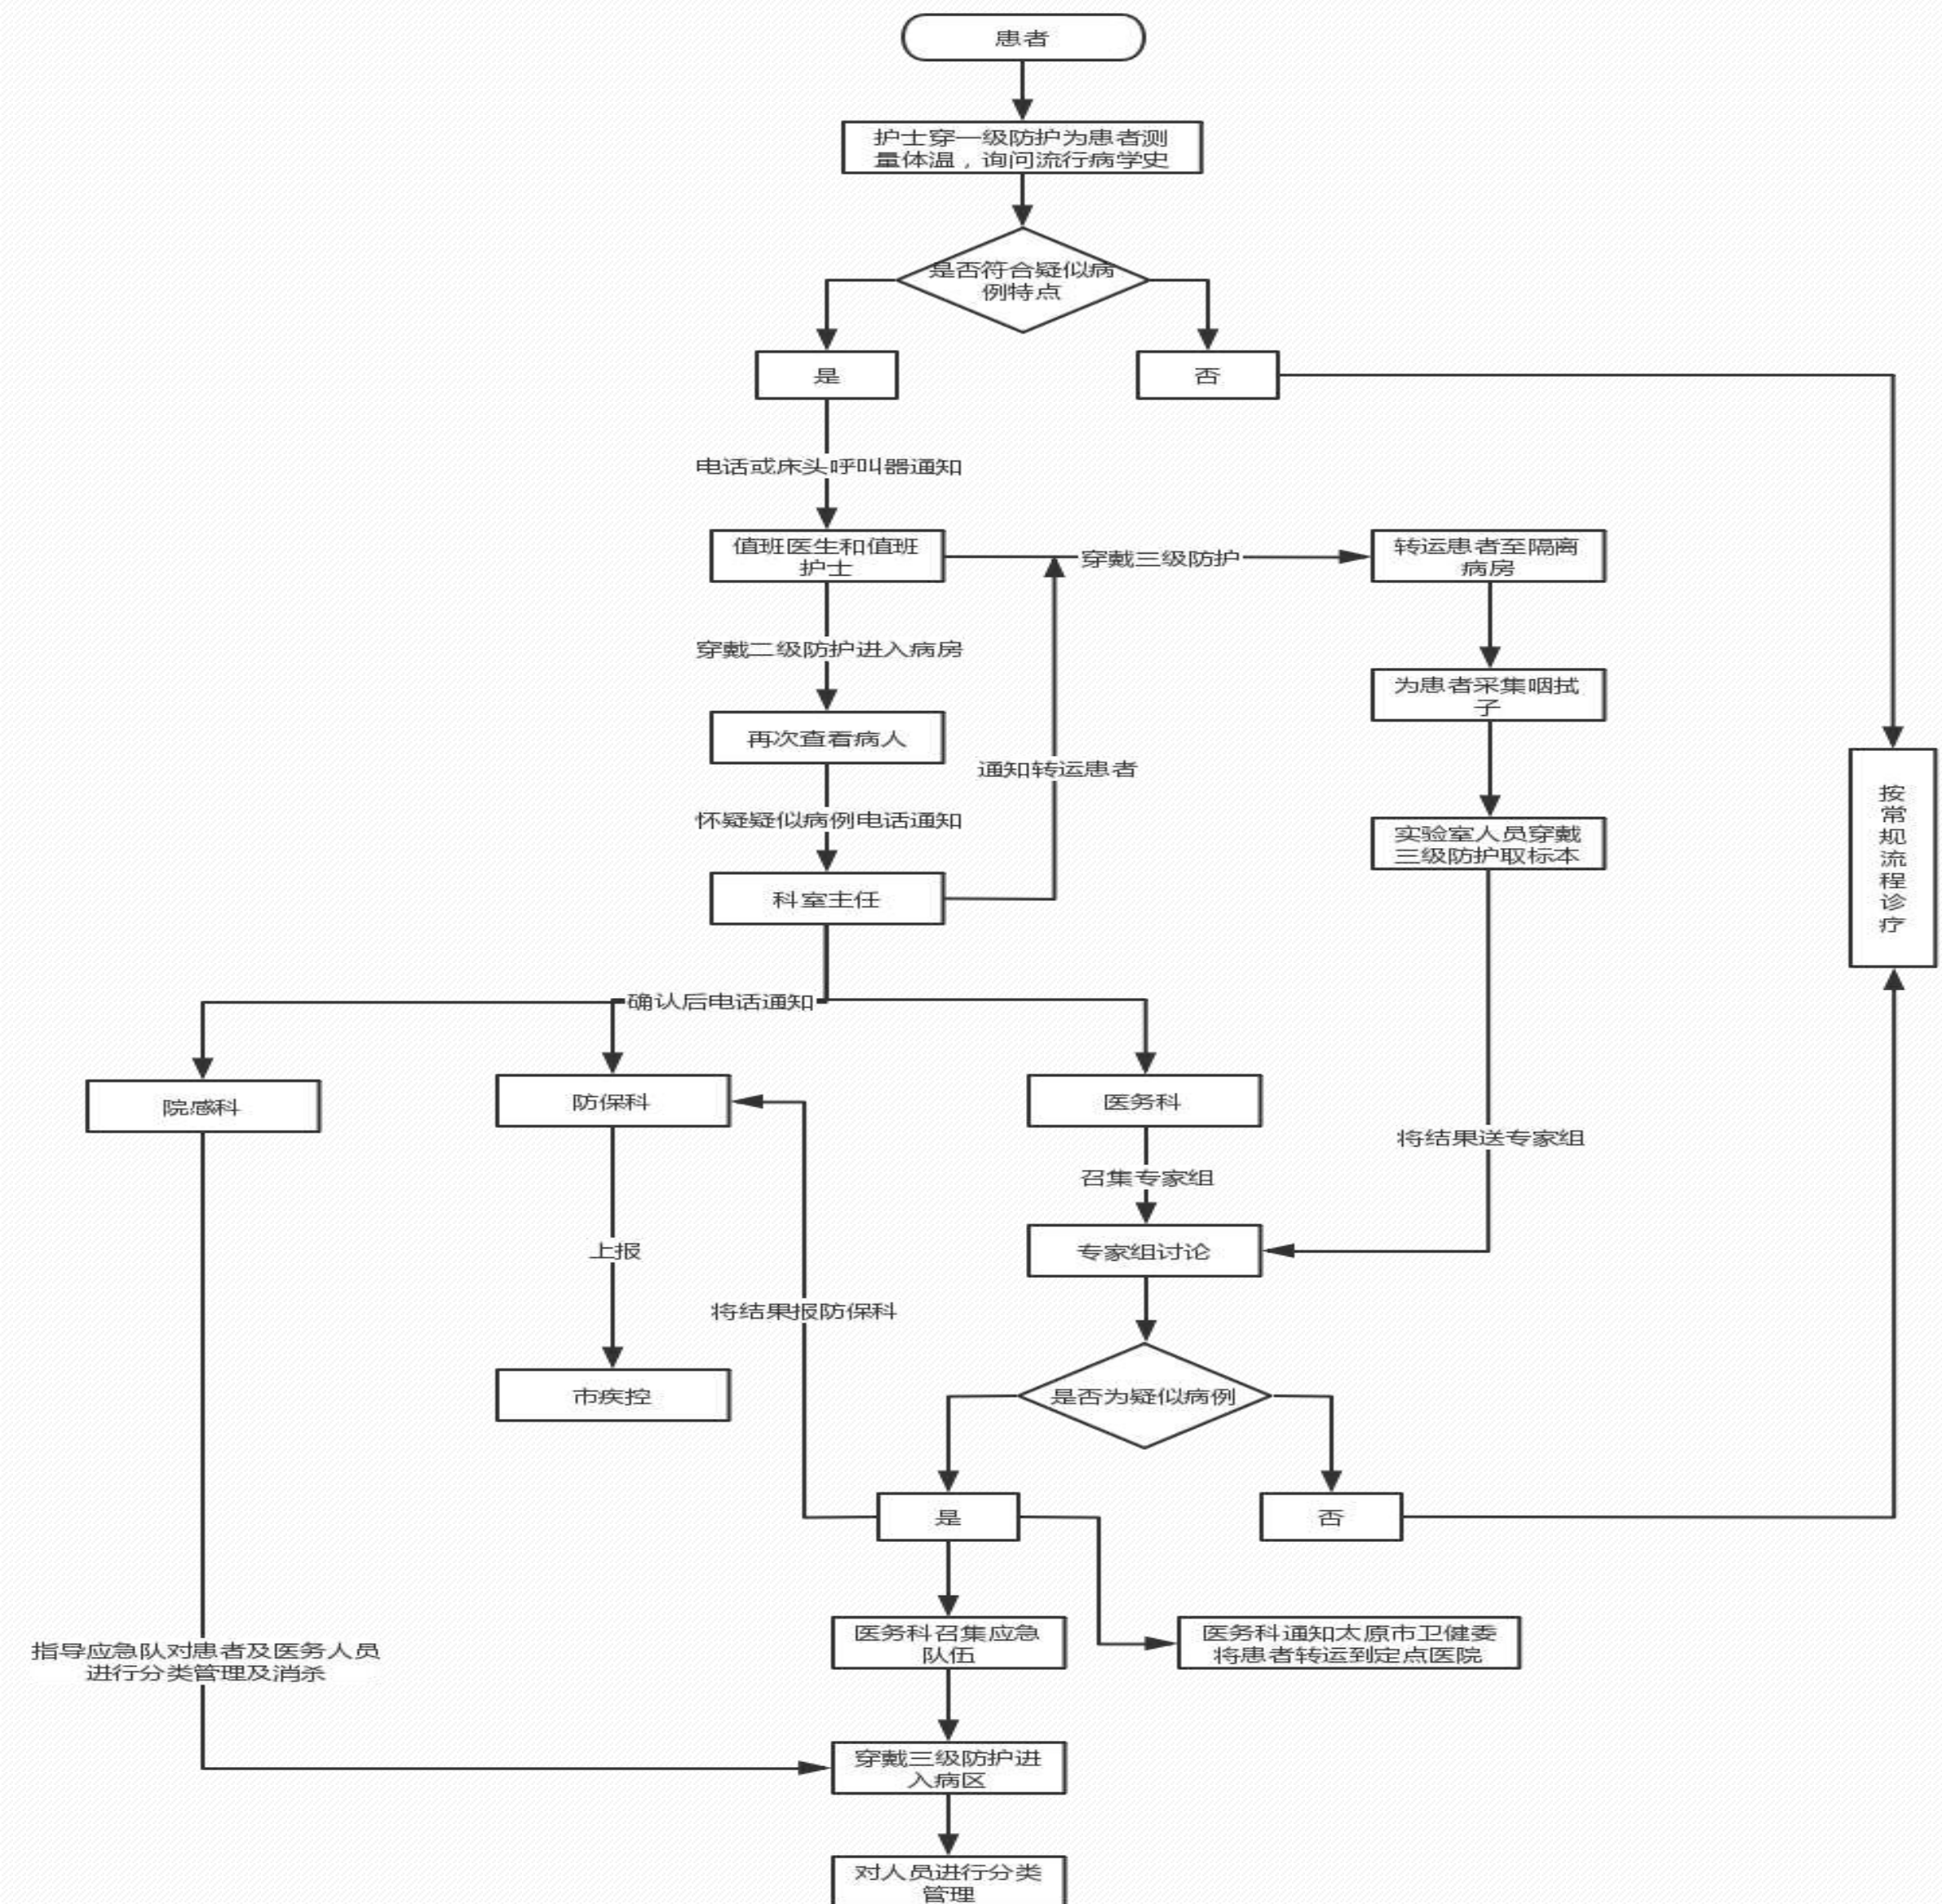 患者
护士穿一级防护为患者测
量体温，询问流行病学史
是否符合疑似病
例特点
是
否
电话或床头呼叫器通知
值班医生和值班
护士
穿戴三级防护
转运患者至隔离
病房
穿戴二级防护进入病房
为患者采集咽拭
子
再次查看病人
通知转运患者
怀疑疑似病例电话通知
实验室人员穿戴
三级防护取标本
按
常
规
流
程
诊
疗
科室主任
确认后电话通知
院感科
防保科
医务科
将结果送专家组
召集专家组
上报
专家组讨论
将结果报防保科
市疾控
是否为疑似病例
是
否
医务科召集应急
队伍
医务科通知太原市卫健委
将患者转运到定点医院
指导应急队对患者及医务人员
进行分类管理及消杀
穿戴三级防护进
入病区
对人员进行分类
管理